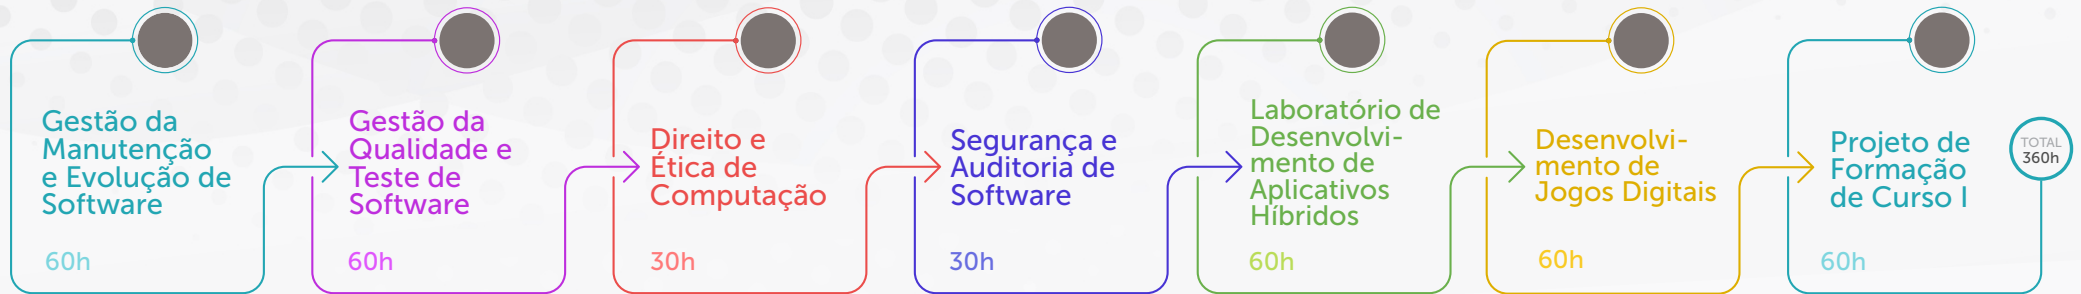 Gestão da
Manutenção
e Evolução de
Software
60h
Gestão da
Qualidade e
Teste de
Software
60h
Direito e
Ética de
Computação
30h
Segurança e
Auditoria de
Software
30h
Laboratório de
Desenvolvi-
mento de
Aplicativos
Híbridos
60h
Desenvolvi-
mento de
Jogos Digitais
60h
Projeto de
Formação
de Curso I
60h
TOTAL
360h